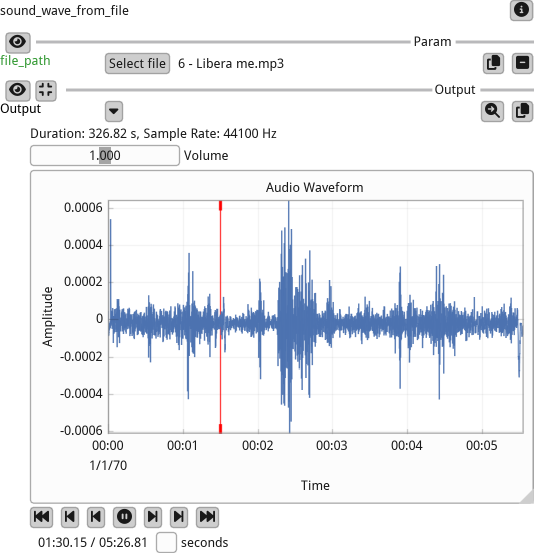 sound_wave_from_file
Param
file_path
Select file
6 - Libera me.mp3
Output
Output
Duration: 326.82 s, Sample Rate: 44100 Hz
1.000
Volume
Audio Waveform
0.0006
0.0004
0.0002
0
-0.0002
-0.0004
-0.0006
Amplitude
00:00
00:01
00:02
00:03
00:04
00:05
1/1/70
Time
01:30.15 / 05:26.81
seconds